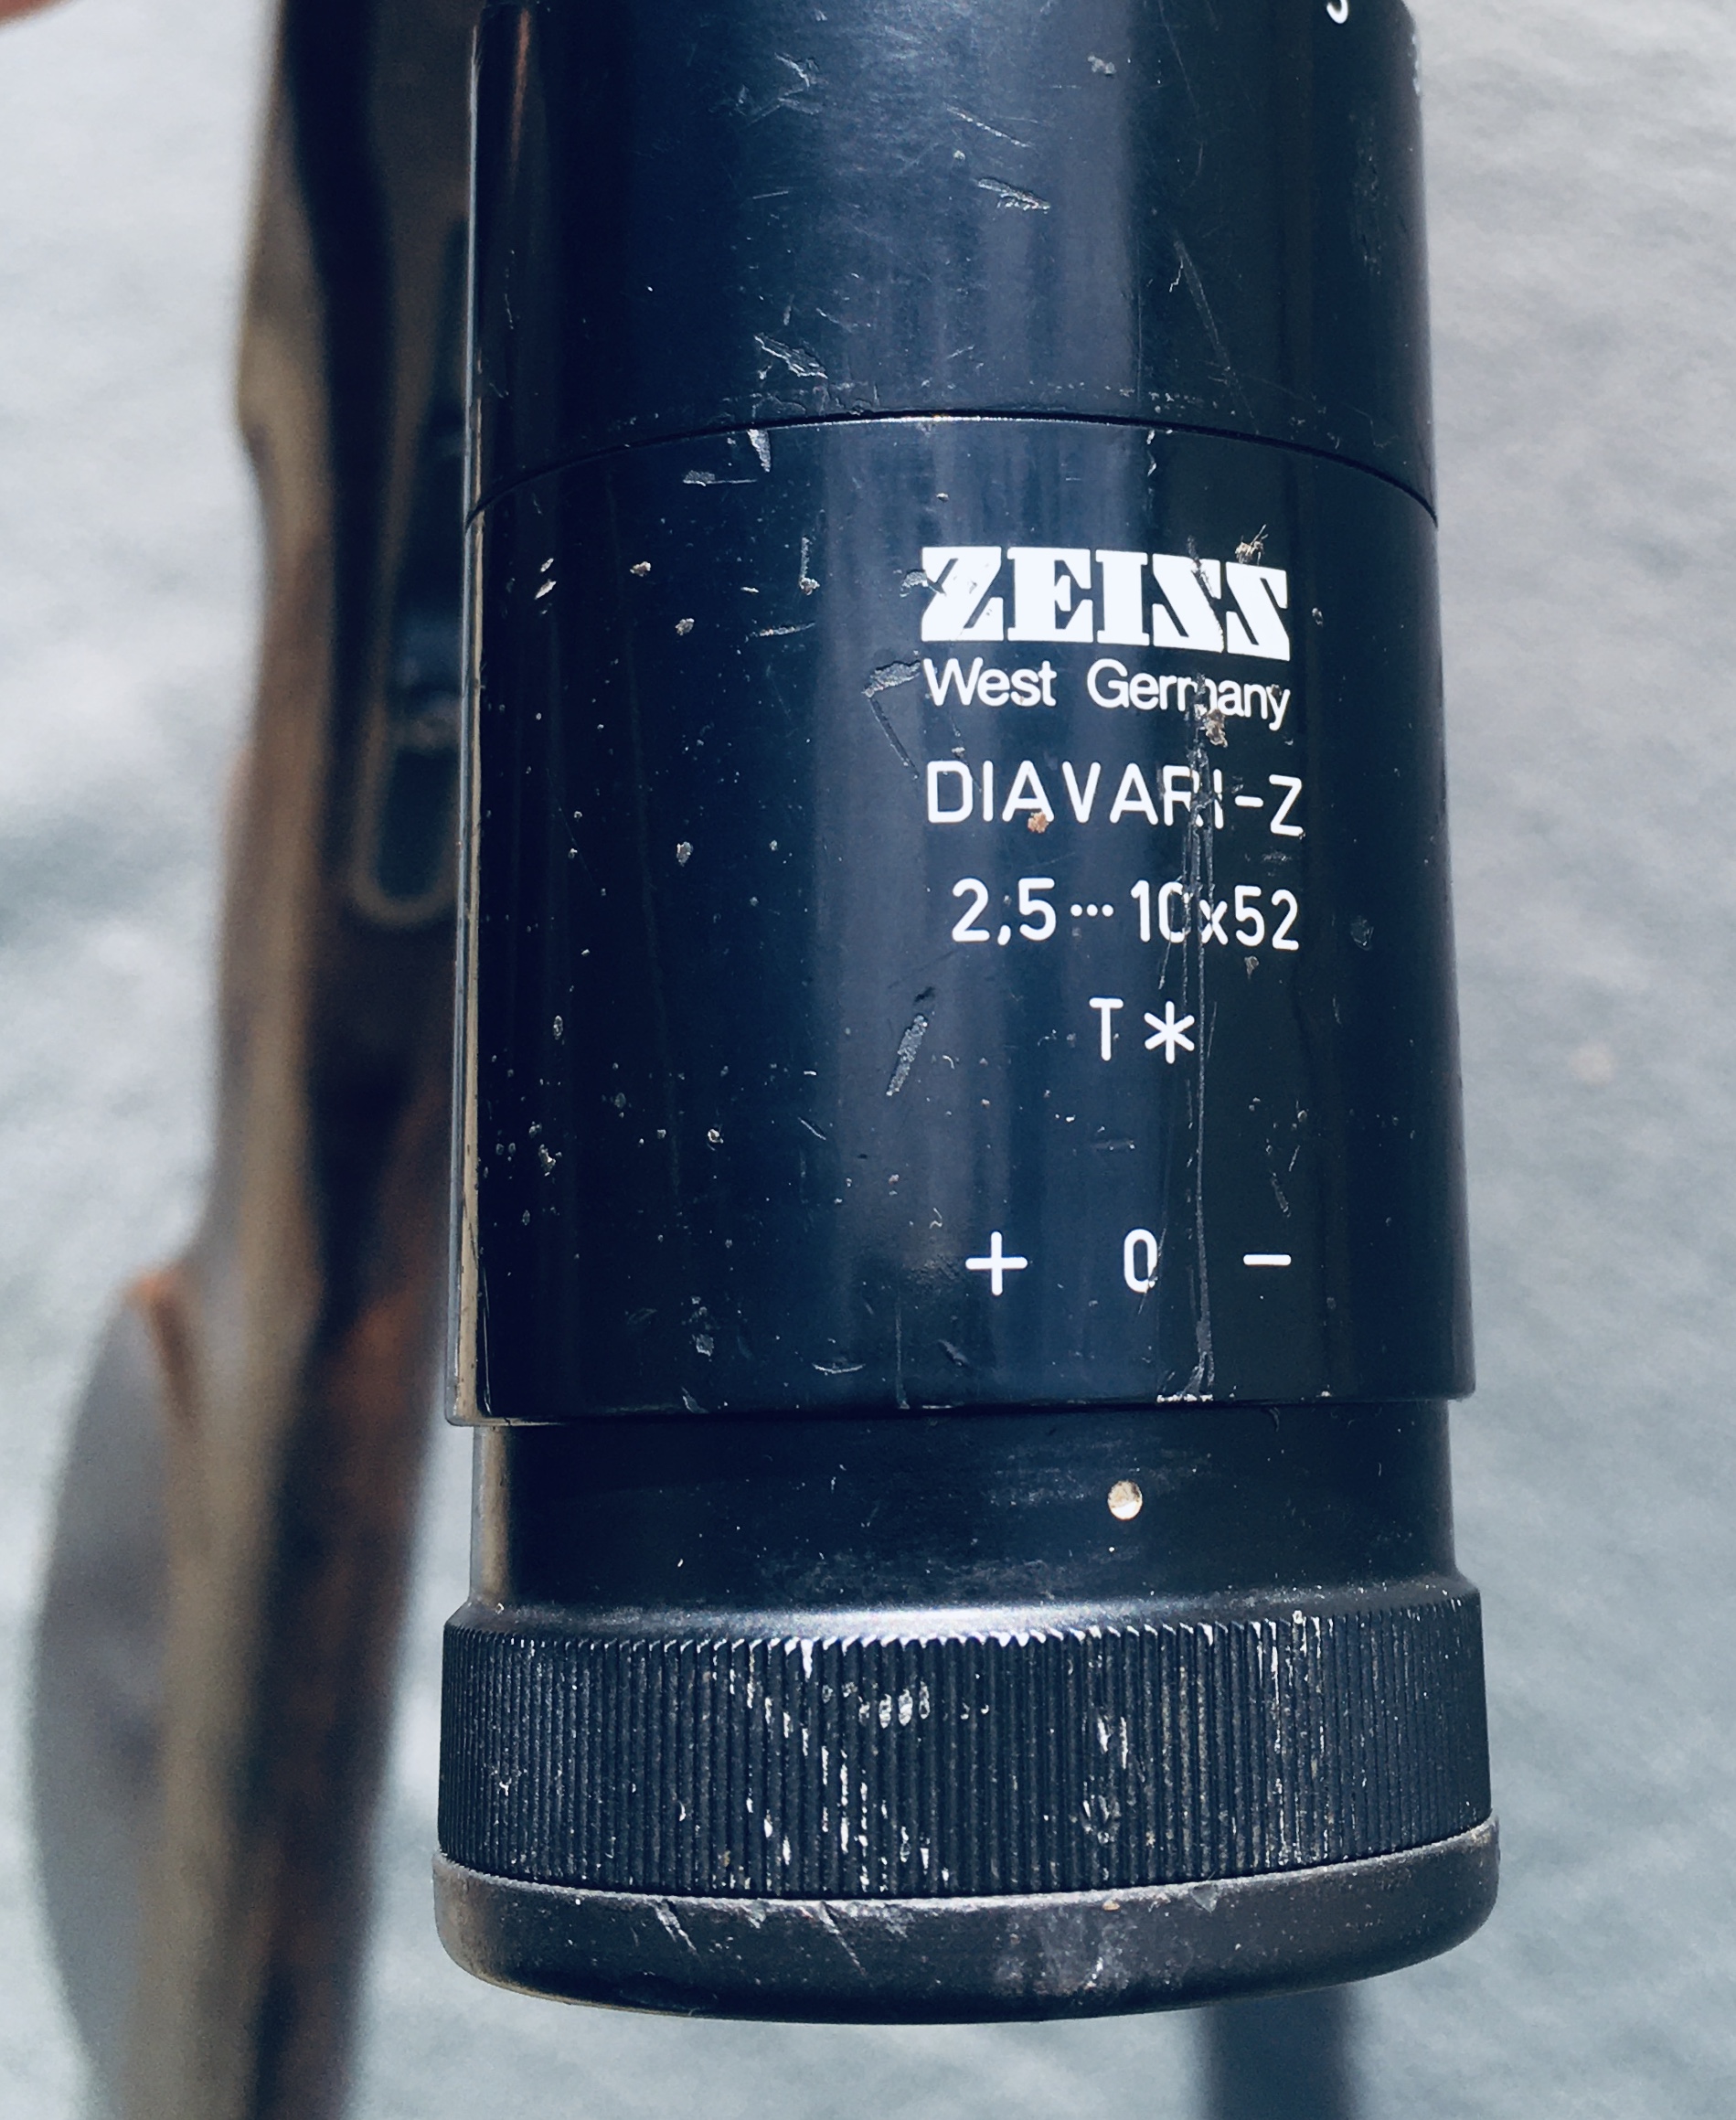 ZEISS
West Germany
DIAVARI-Z
2,5···10x52
T*
+ 0 -